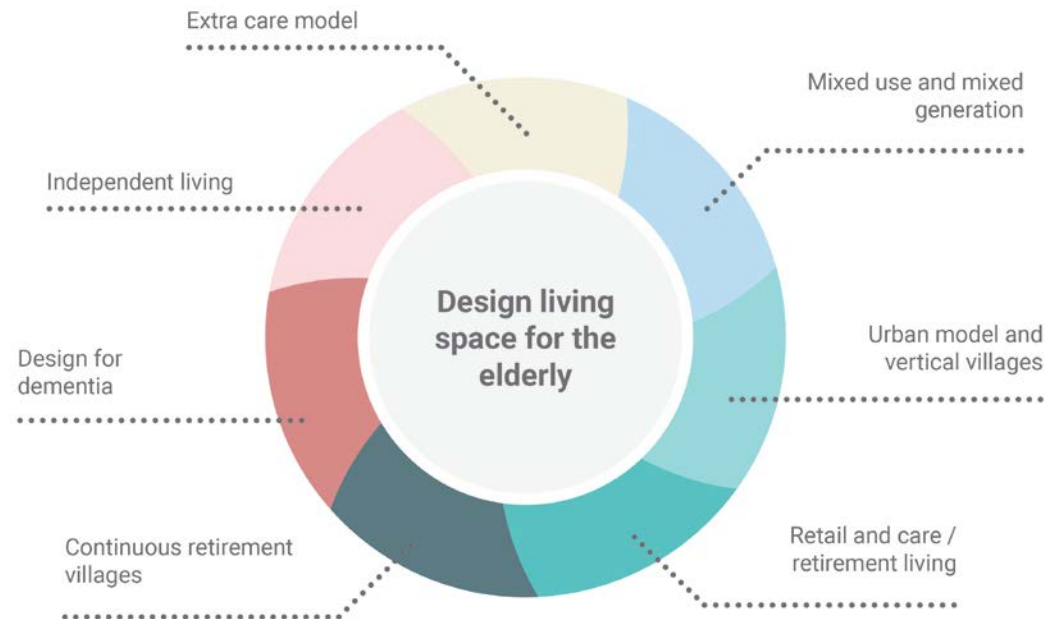 Extra care model
Mixed use and mixed
generation
Independent living
Design living
space for the
elderly
Urban model and
vertical villages
Design for
dementia
Retail and care /
retirement living
Continuous retirement
villages